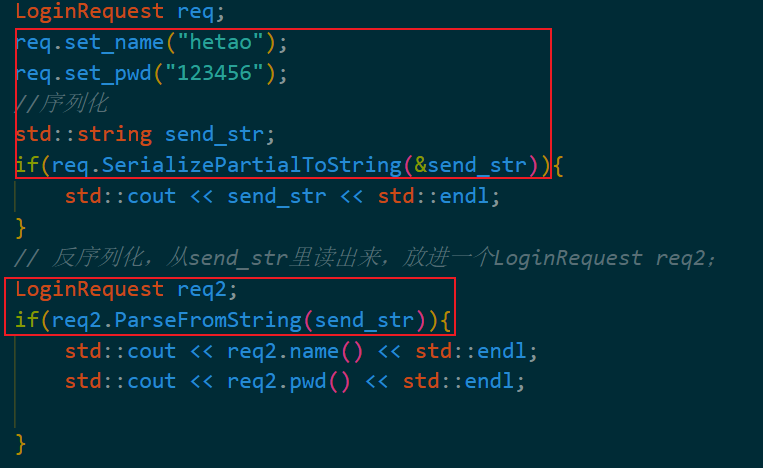 LoginRequest req;
req.set_name("hetao");
req.set_pwd("123456");
//序列化
std::string send_str;
if(req.SerializePartialToString(&send_str)){
    std::cout << send_str << std::endl;
}
// 反序列化，从send_str里读出来，放进一个LoginRequest req2；
LoginRequest req2;
if(req2.ParseFromString(send_str)){
    std::cout << req2.name() << std::endl;
    std::cout << req2.pwd() << std::endl;
}